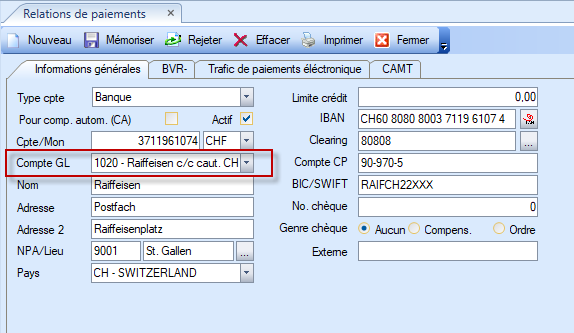 Relations de paiements ×
Nouveau Mémoriser Rejeter Effacer Imprimer Fermer
Informations générales BVR- Trafic de paiements éléctronique CAMT
Type cpte Banque
Pour comp. autom. (CA) Actif
Cpte/Mon 3711961074 CHF
Compte GL 1020 - Raiffeisen c/c caut. CH
Nom Raiffeisen
Adresse Postfach
Adresse 2 Raiffeisenplatz
NPA/Lieu 9001 St. Gallen ...
Pays CH - SWITZERLAND
Limite crédit 0,00
IBAN CH60 8080 8003 7119 6107 4
Clearing 80808 ...
Compte CP 90-970-5
BIC/SWIFT RAIFCH22XXX
No. chèque 0
Genre chèque Aucun Compens. Ordre
Externe